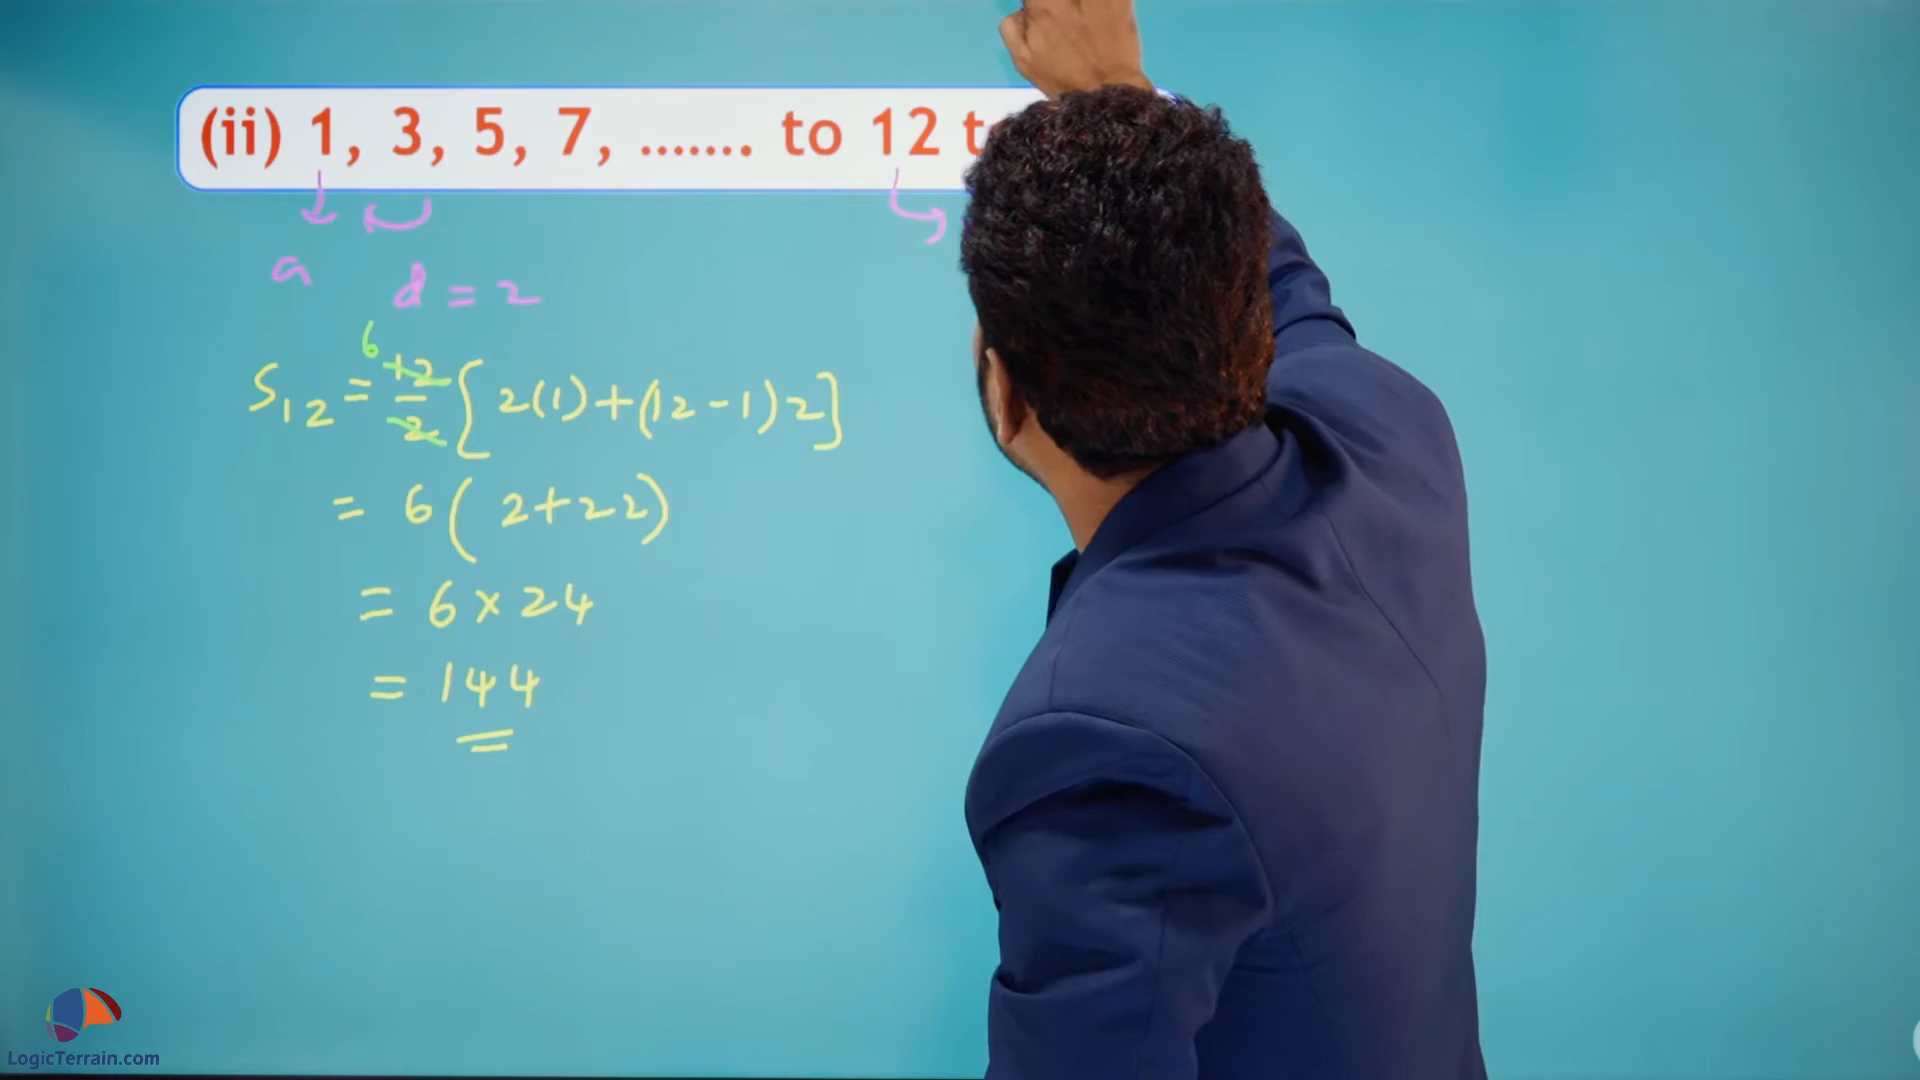 (ii) 1, 3, 5, 7, ....... to 12
a
d = 2
6
S12 = 12/2 [2(1)+(12-1)2]
= 6(2+22)
= 6×24
= 144
LogicTerrain.com